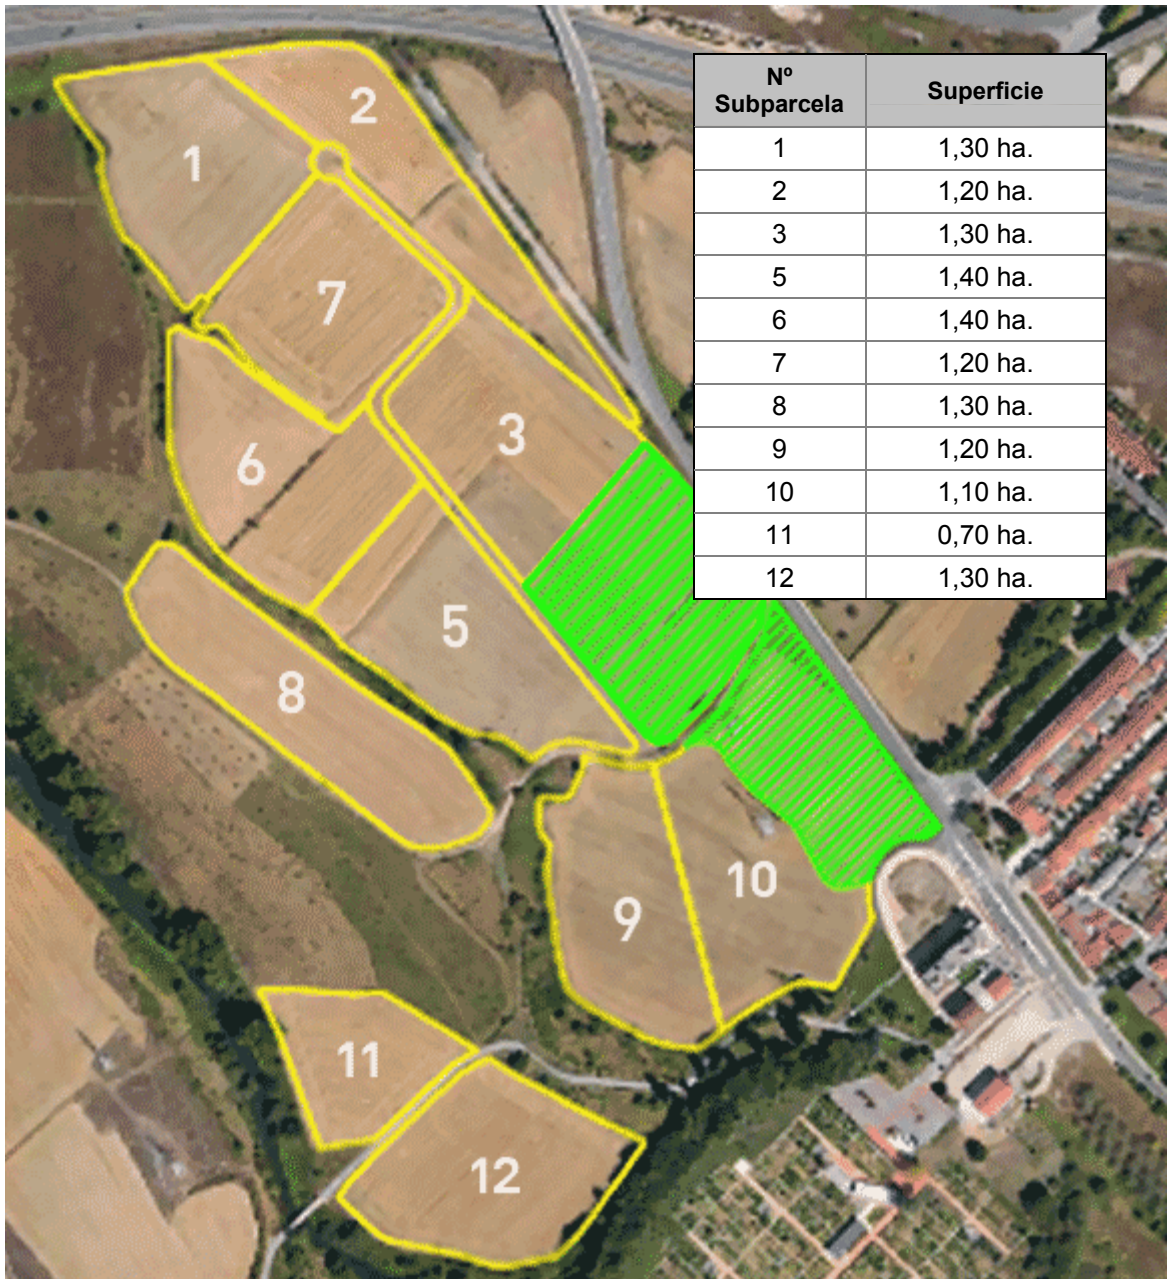 Nº Subparcela Superficie
1 1,30 ha.
2 1,20 ha.
3 1,30 ha.
5 1,40 ha.
6 1,40 ha.
7 1,20 ha.
8 1,30 ha.
9 1,20 ha.
10 1,10 ha.
11 0,70 ha.
12 1,30 ha.
2
1
7
3
6
5
8
10
9
11
12